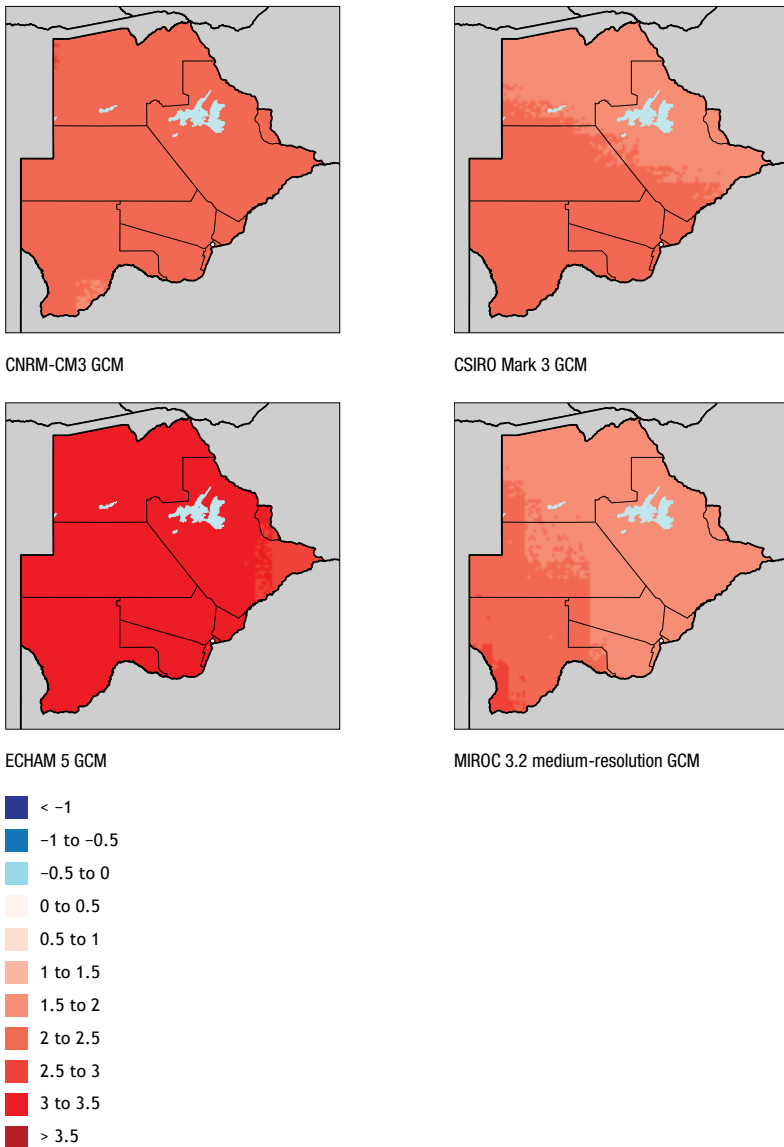 CNRM-CM3 GCM
CSIRO Mark 3 GCM
ECHAM 5 GCM
MIROC 3.2 medium-resolution GCM
< −1
−1 to −0.5
−0.5 to 0
0 to 0.5
0.5 to 1
1 to 1.5
1.5 to 2
2 to 2.5
2.5 to 3
3 to 3.5
> 3.5